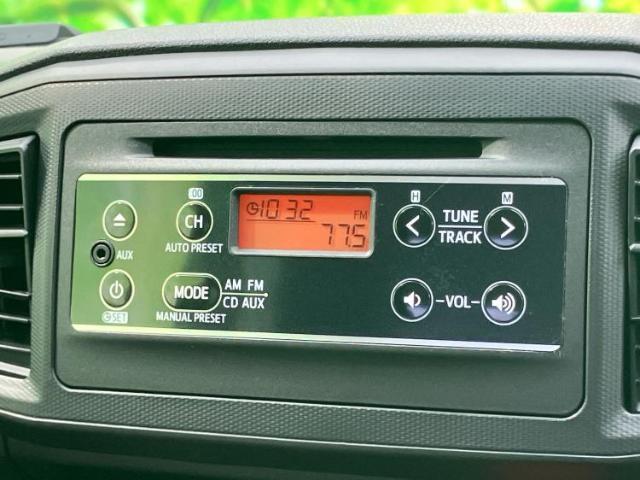 :00
H
M
CH
AUTO PRESET
10:32
FM
77.5
TUNE
TRACK
AUX
MODE
AM FM
CD AUX
MANUAL PRESET
-VOL-
SET